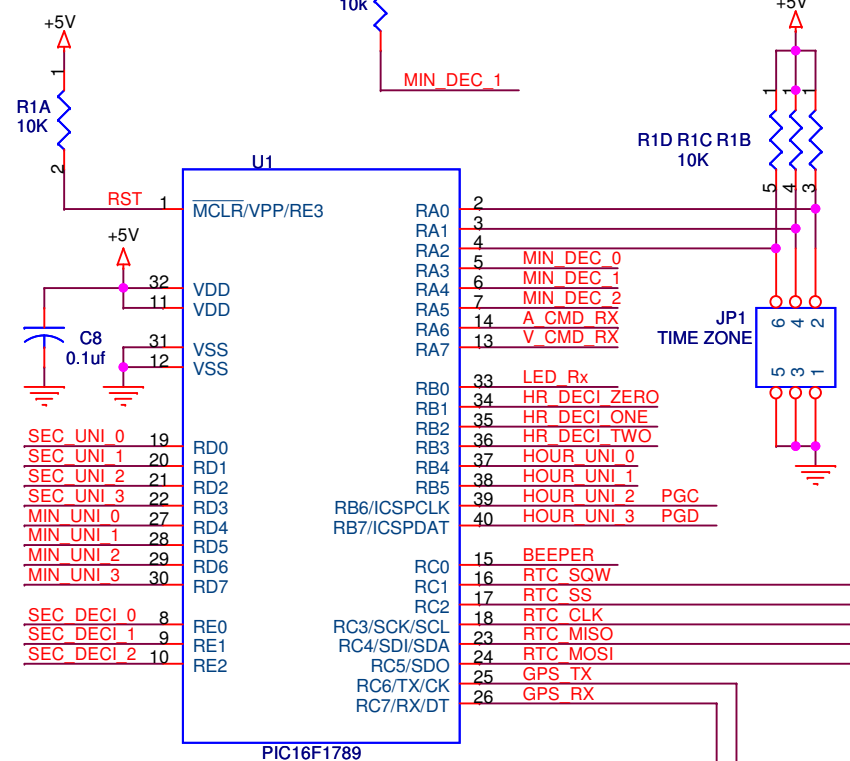 10k
+5V
+5V
MIN_DEC_1
1
R1A
10K
2
1 1 1
R1D R1C R1B
10K
5 4 3
U1
RST 1 MCLR/VPP/RE3
RA0 2
RA1 3
RA2 4
+5V
RA3 5 MIN_DEC_0
32 VDD RA4 6 MIN_DEC_1
11 VDD RA5 7 MIN_DEC_2
RA6 14 A_CMD_RX
31 VSS RA7 13 V_CMD_RX
12 VSS
C8
0.1uf
JP1
TIME ZONE
6 4 2
5 3 1
RB0 33 LED_Rx
RB1 34 HR_DECI_ZERO
RB2 35 HR_DECI_ONE
SEC_UNI_0 19 RD0 RB3 36 HR_DECI_TWO
SEC_UNI_1 20 RD1 RB4 37 HOUR_UNI_0
SEC_UNI_2 21 RD2 RB5 38 HOUR_UNI_1
SEC_UNI_3 22 RD3 RB6/ICSPCLK 39 HOUR_UNI_2 PGC
MIN_UNI_0 27 RD4 RB7/ICSPDAT 40 HOUR_UNI_3 PGD
MIN_UNI_1 28 RD5
MIN_UNI_2 29 RD6 RC0 15 BEEPER
MIN_UNI_3 30 RD7 RC1 16 RTC_SQW
RC2 17 RTC_SS
SEC_DECI_0 8 RE0 RC3/SCK/SCL 18 RTC_CLK
SEC_DECI_1 9 RE1 RC4/SDI/SDA 23 RTC_MISO
SEC_DECI_2 10 RE2 RC5/SDO 24 RTC_MOSI
RC6/TX/CK 25 GPS_TX
RC7/RX/DT 26 GPS_RX
PIC16F1789